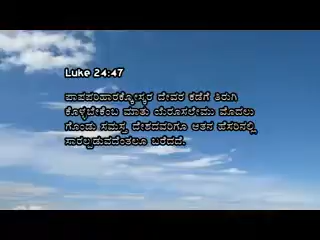 Luke 24:47
ಪಾಪಪರಿಹಾರಕ್ಕೋಸ್ಕರ ದೇವರ ಕಡೆಗೆ ತಿರುಗಿ
ಕೊಳ್ಳಬೇಕೆಂಬ ಮಾತು ಯೆರೂಸಲೇಮು ಮೊದಲು
ಗೊಂಡು ಸಮಸ್ತ ದೇಶದವರಿಗೂ ಆತನ ಹೆಸರಿನಲ್ಲಿ
ಸಾರಲ್ಪಡುವದೆಂತಲೂ ಬರೆದದೆ.